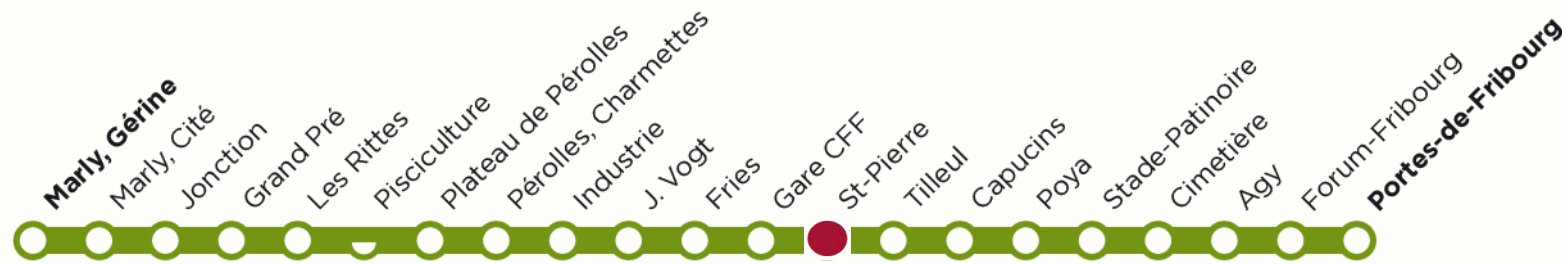 Marly, Gérine
Marly, Cité
Jonction
Grand Pré
Les Rittes
Pisciculture
Plateau de Pérolles
Pérolles, Charmettes
Industrie
J. Vogt
Fries
Gare CFF
St-Pierre
Tilleul
Capucins
Poya
Stade-Patinoire
Cimetière
Agy
Forum-Fribourg
Portes-de-Fribourg